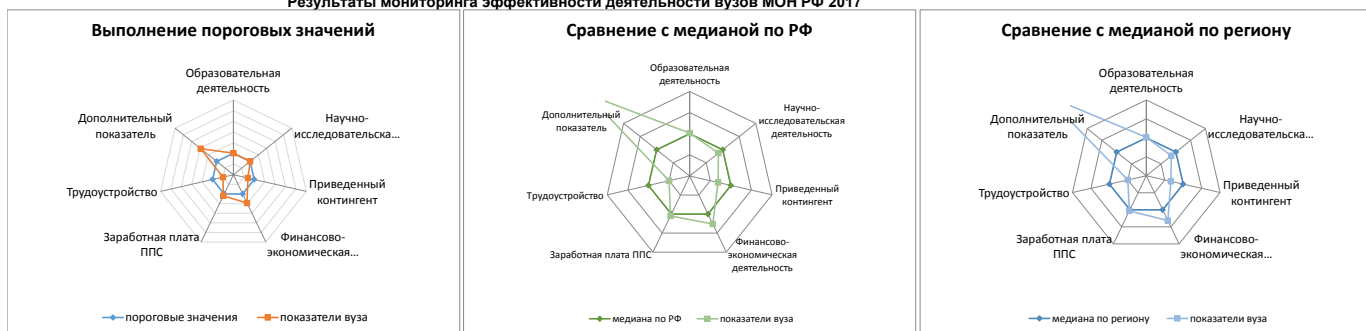 Результаты мониторинга эффективности деятельности вузов МОН РФ 2017
Выполнение пороговых значений
Образовательная
деятельность
Научно-
исследовательска...
Приведенный
контингент
Финансово-
экономическая...
Заработная плата
ППС
Трудоустройство
Дополнительный
показатель
пороговые значения
показатели вуза
Сравнение с медианой по РФ
Образовательная
деятельность
Научно-
исследовательская
деятельность
Приведенный
контингент
Финансово-
экономическая
деятельность
Заработная плата ППС
Трудоустройство
Дополнительный
показатель
медиана по РФ
показатели вуза
Сравнение с медианой по региону
Образовательная
деятельность
Научно-
исследовательска...
Приведенный
контингент
Финансово-
экономическая...
Заработная плата
ППС
Трудоустройство
Дополнительный
показатель
медиана по региону
показатели вуза